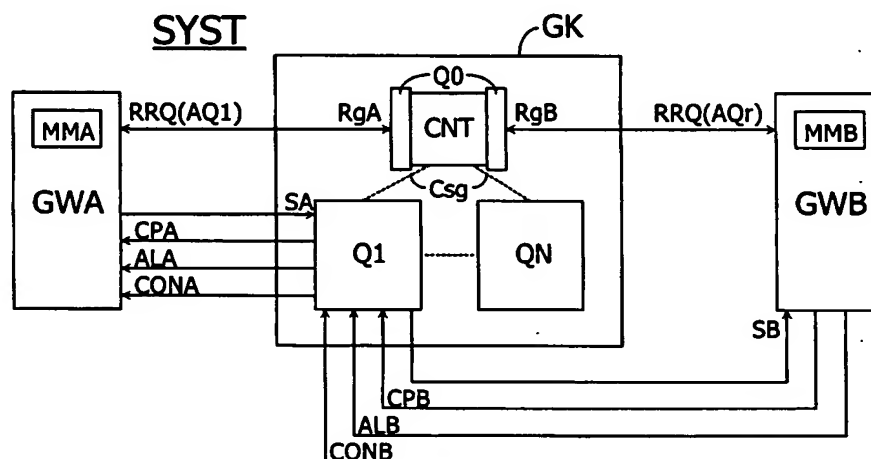 SYST
GK
Q0
RRQ(AQ1)
RgA
CNT
RgB
RRQ(AQr)
MMA
MMB
Csg
GWA
GWB
SA
CPA
Q1
QN
ALA
CONA
SB
CPB
ALB
CONB